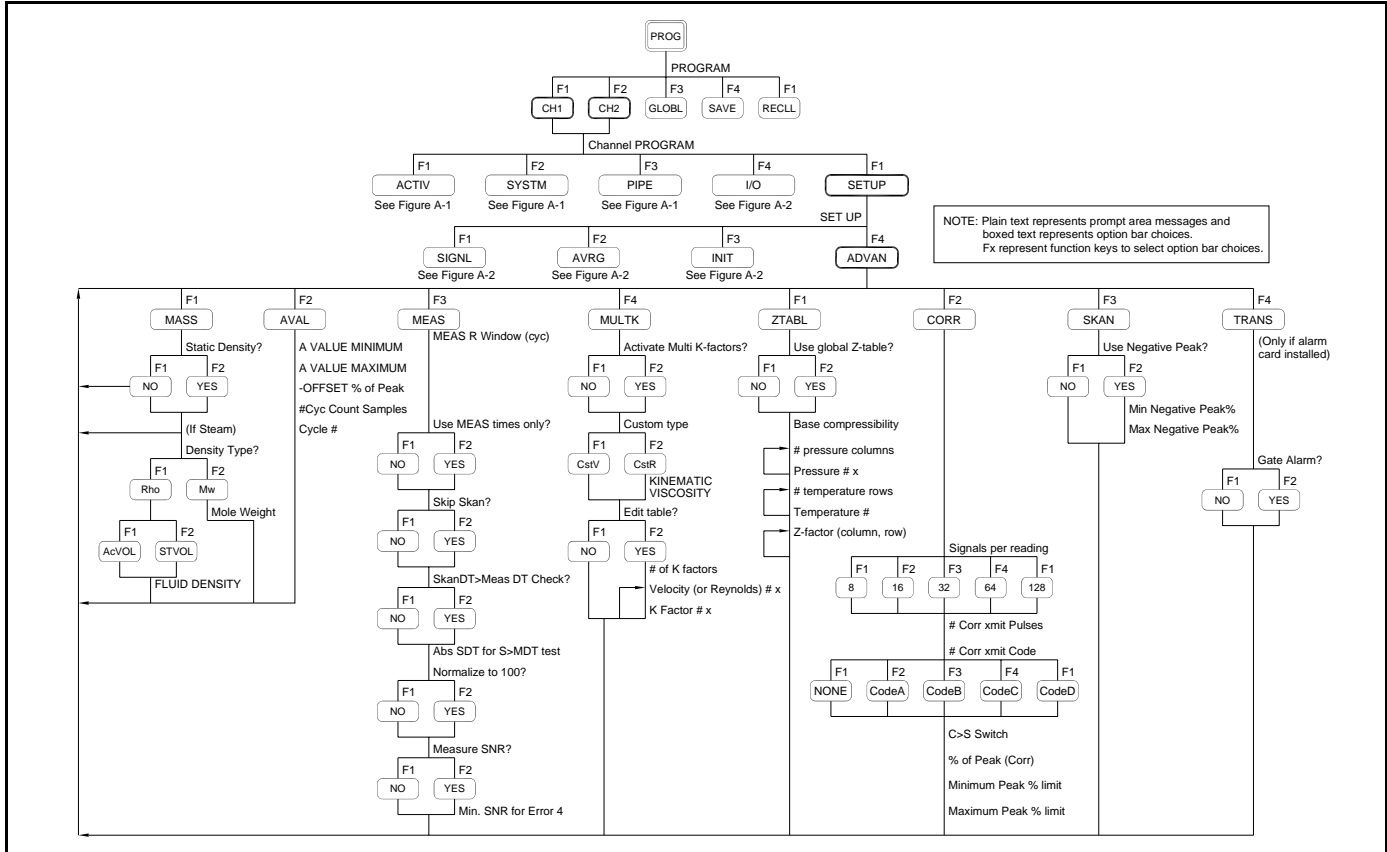 PROG
PROGRAM
F1 F2 F3 F4 F1
CH1 CH2 GLOBL SAVE RECLL
Channel PROGRAM
F1 F2 F3 F4 F1
ACTIV SYSTM PIPE I/O SETUP
See Figure A-1 See Figure A-1 See Figure A-1 See Figure A-2
SET UP
NOTE: Plain text represents prompt area messages and
boxed text represents option bar choices.
Fx represent function keys to select option bar choices.
F1 F2 F3 F4
SIGNL AVRG INIT ADVAN
See Figure A-2 See Figure A-2 See Figure A-2
F1 F2 F3 F4 F1 F2 F3 F4
MASS AVAL MEAS MULTK ZTABL CORR SKAN TRANS
Static Density?
F1 F2
NO YES
(If Steam)
Density Type?
F1 F2
Rho Mw
Mole Weight
F1 F2
AcVOL STVOL
FLUID DENSITY
A VALUE MINIMUM
A VALUE MAXIMUM
-OFFSET % of Peak
#Cyc Count Samples
Cycle #
MEAS R Window (cyc)
Use MEAS times only?
F1 F2
NO YES
Skip Skan?
F1 F2
NO YES
SkanDT>Meas DT Check?
F1 F2
NO YES
Abs SDT for S>MDT test
Normalize to 100?
F1 F2
NO YES
Measure SNR?
F1 F2
NO YES
Min. SNR for Error 4
Activate Multi K-factors?
F1 F2
NO YES
Custom type
F1 F2
CstV CstR
KINEMATIC
VISCOSITY
Edit table?
F1 F2
NO YES
# of K factors
Velocity (or Reynolds) # x
K Factor # x
Use global Z-table?
F1 F2
NO YES
Base compressibility
# pressure columns
Pressure # x
# temperature rows
Temperature #
Z-factor (column, row)
Signals per reading
F1 F2 F3 F4 F1
8 16 32 64 128
# Corr xmit Pulses
# Corr xmit Code
F1 F2 F3 F4 F1
NONE CodeA CodeB CodeC CodeD
C>S Switch
% of Peak (Corr)
Minimum Peak % limit
Maximum Peak % limit
Use Negative Peak?
F1 F2
NO YES
Min Negative Peak%
Max Negative Peak%
(Only if alarm
card installed)
Gate Alarm?
F1 F2
NO YES